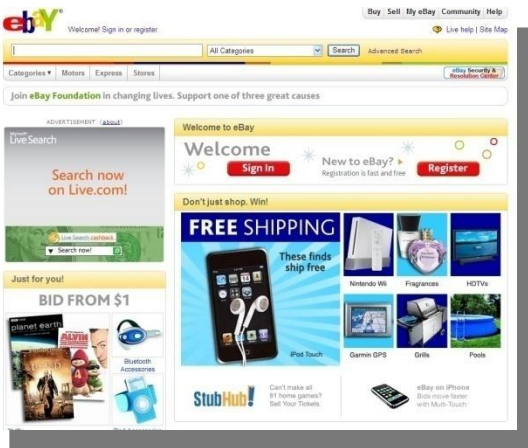 ebaY
Welcome! Sign in or register.
Buy Sell My eBay Community Help
Live help | Site Map
All Categories Search Advanced Search
Categories ▼ Motors Express Stores
eBay Security &
Resolution Center
Join eBay Foundation in changing lives. Support one of three great causes
ADVERTISEMENT (about)
Microsoft
Live Search
Search now
on Live.com!
Live Search cashback
Search now!
Just for you!
BID FROM $1
planet earth
ALVIN
Bluetooth
Accessories
Welcome to eBay
Welcome
Sign In
New to eBay?
Registration is fast and free
Register
Don't just shop. Win!
FREE SHIPPING
These finds
ship free
iPod Touch
Nintendo Wii Fragrances HDTVs
Garmin GPS Grills Pools
StubHub!
Can't make all
81 home games?
Sell Your Tickets.
eBay on iPhone
Bids move faster
with Multi-Touch